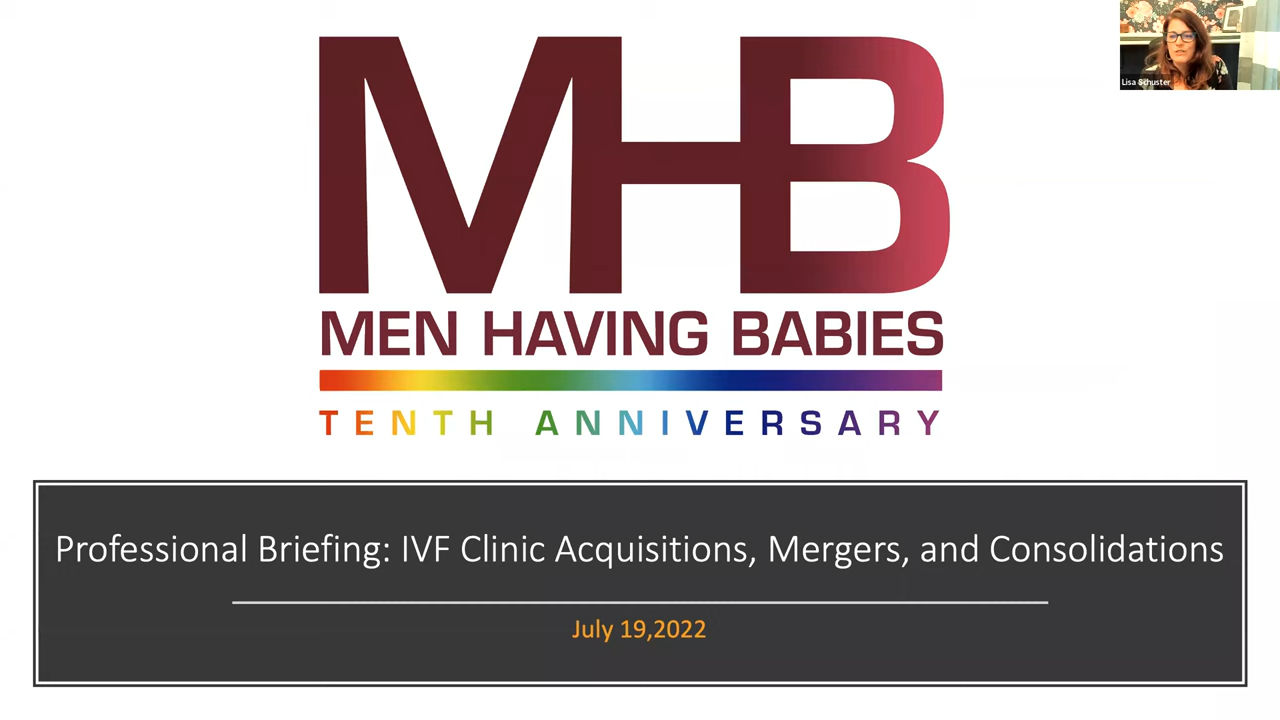 Lisa Schuster
MHB
MEN HAVING BABIES
TENTH ANNIVERSARY
Professional Briefing: IVF Clinic Acquisitions, Mergers, and Consolidations
July 19,2022